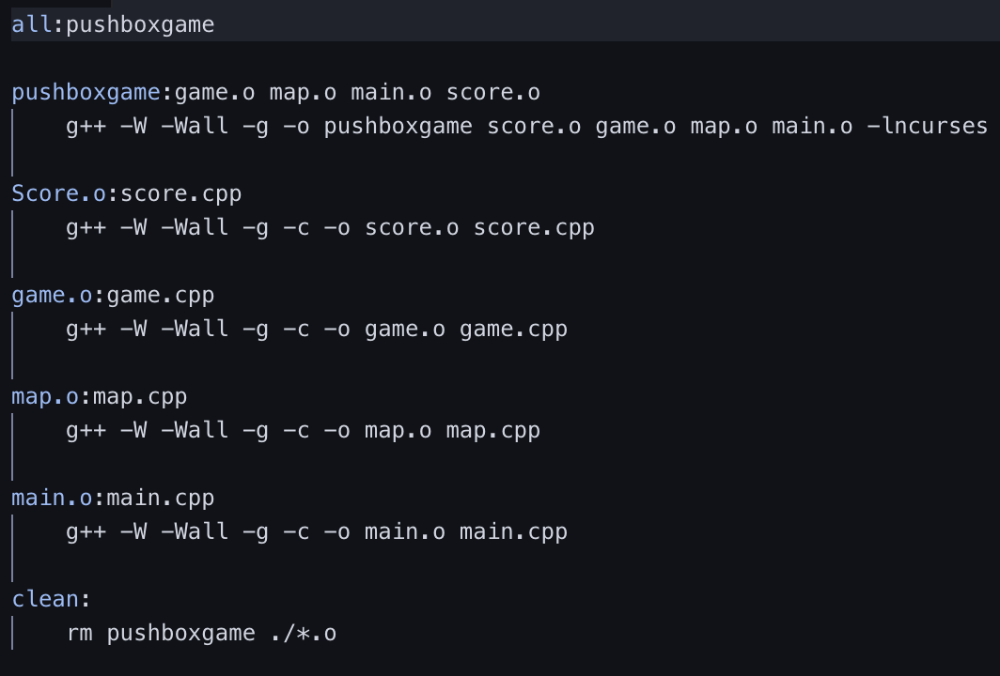 all:pushboxgame
pushboxgame:game.o map.o main.o score.o
g++ -W -Wall -g -o pushboxgame score.o game.o map.o main.o -lncurses
Score.o:score.cpp
g++ -W -Wall -g -c -o score.o score.cpp
game.o:game.cpp
g++ -W -Wall -g -c -o game.o game.cpp
map.o:map.cpp
g++ -W -Wall -g -c -o map.o map.cpp
main.o:main.cpp
g++ -W -Wall -g -c -o main.o main.cpp
clean:
rm pushboxgame ./*.o